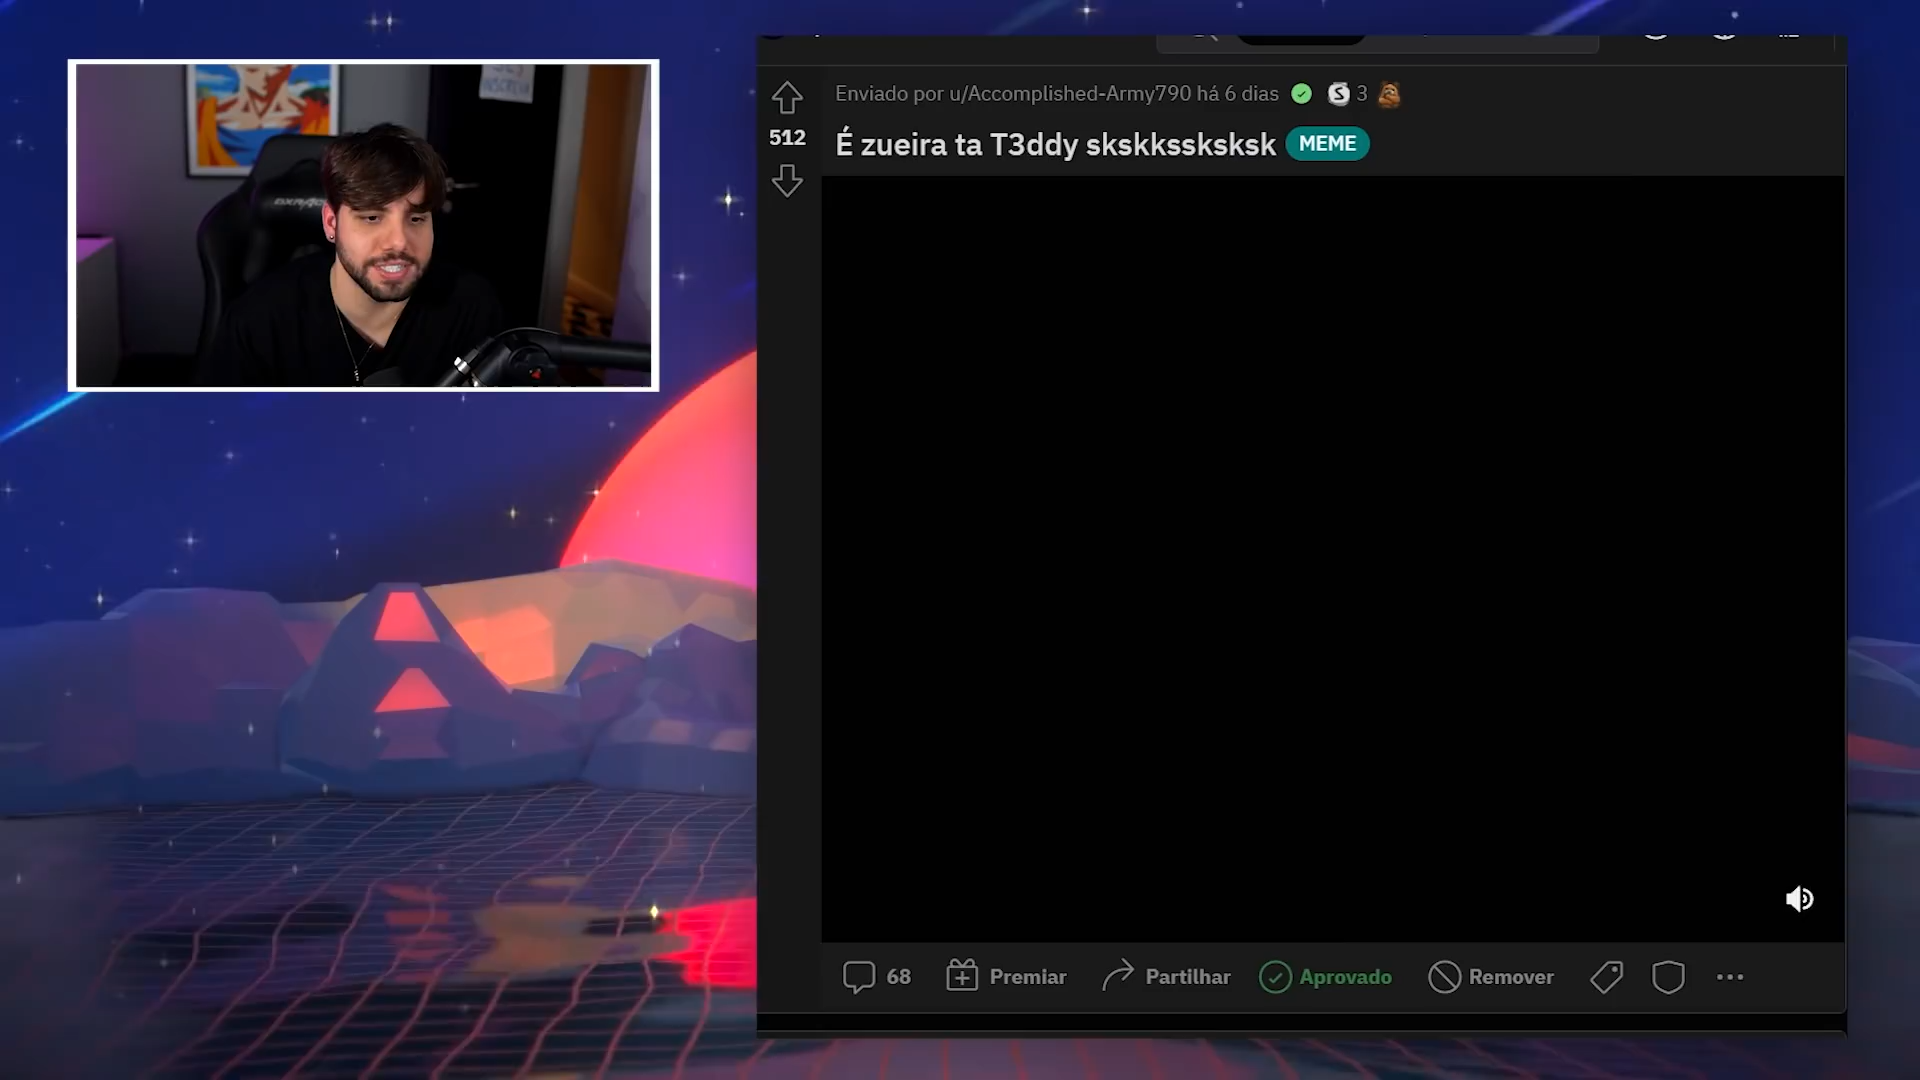 Enviado por u/Accomplished-Army790 há 6 dias
3
É zueira ta T3ddy skskkssksksk MEME
512
68 Premiar Partilhar Aprovado Remover